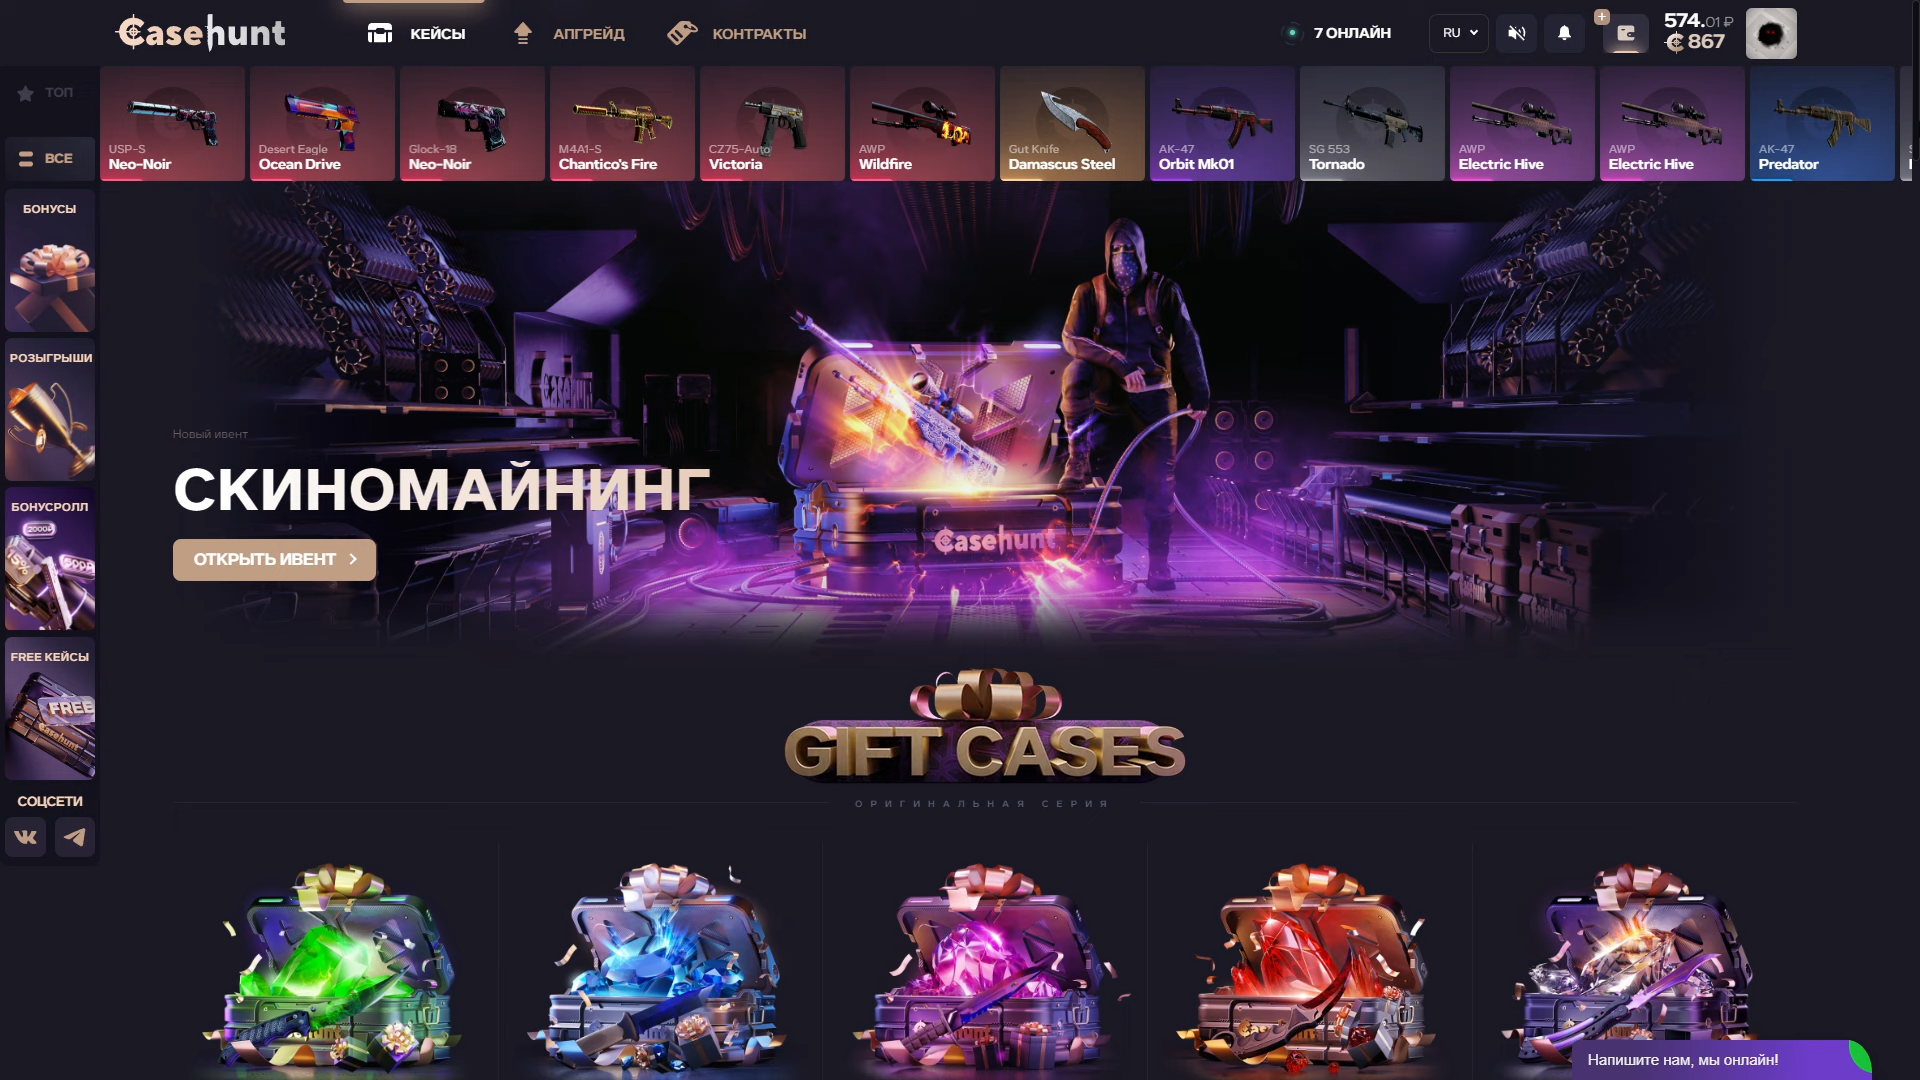 Casehunt
КЕЙСЫ
АПГРЕЙД
КОНТРАКТЫ
7 ОНЛАЙН
RU
574.01 ₽
867
ТОП
ВСЕ
USP-S
Neo-Noir
Desert Eagle
Ocean Drive
Glock-18
Neo-Noir
M4A1-S
Chantico's Fire
CZ75-Auto
Victoria
AWP
Wildfire
Gut Knife
Damascus Steel
AK-47
Orbit Mk01
SG 553
Tornado
AWP
Electric Hive
AWP
Electric Hive
AK-47
Predator
БОНУСЫ
РОЗЫГРЫШИ
БОНУСРОЛЛ
2000₽
FREE КЕЙСЫ
FREE
Casehunt
СОЦСЕТИ
Новый ивент
СКИНОМАЙНИНГ
ОТКРЫТЬ ИВЕНТ
Casehunt
GIFT CASES
ОРИГИНАЛЬНАЯ СЕРИЯ
Напишите нам, мы онлайн!